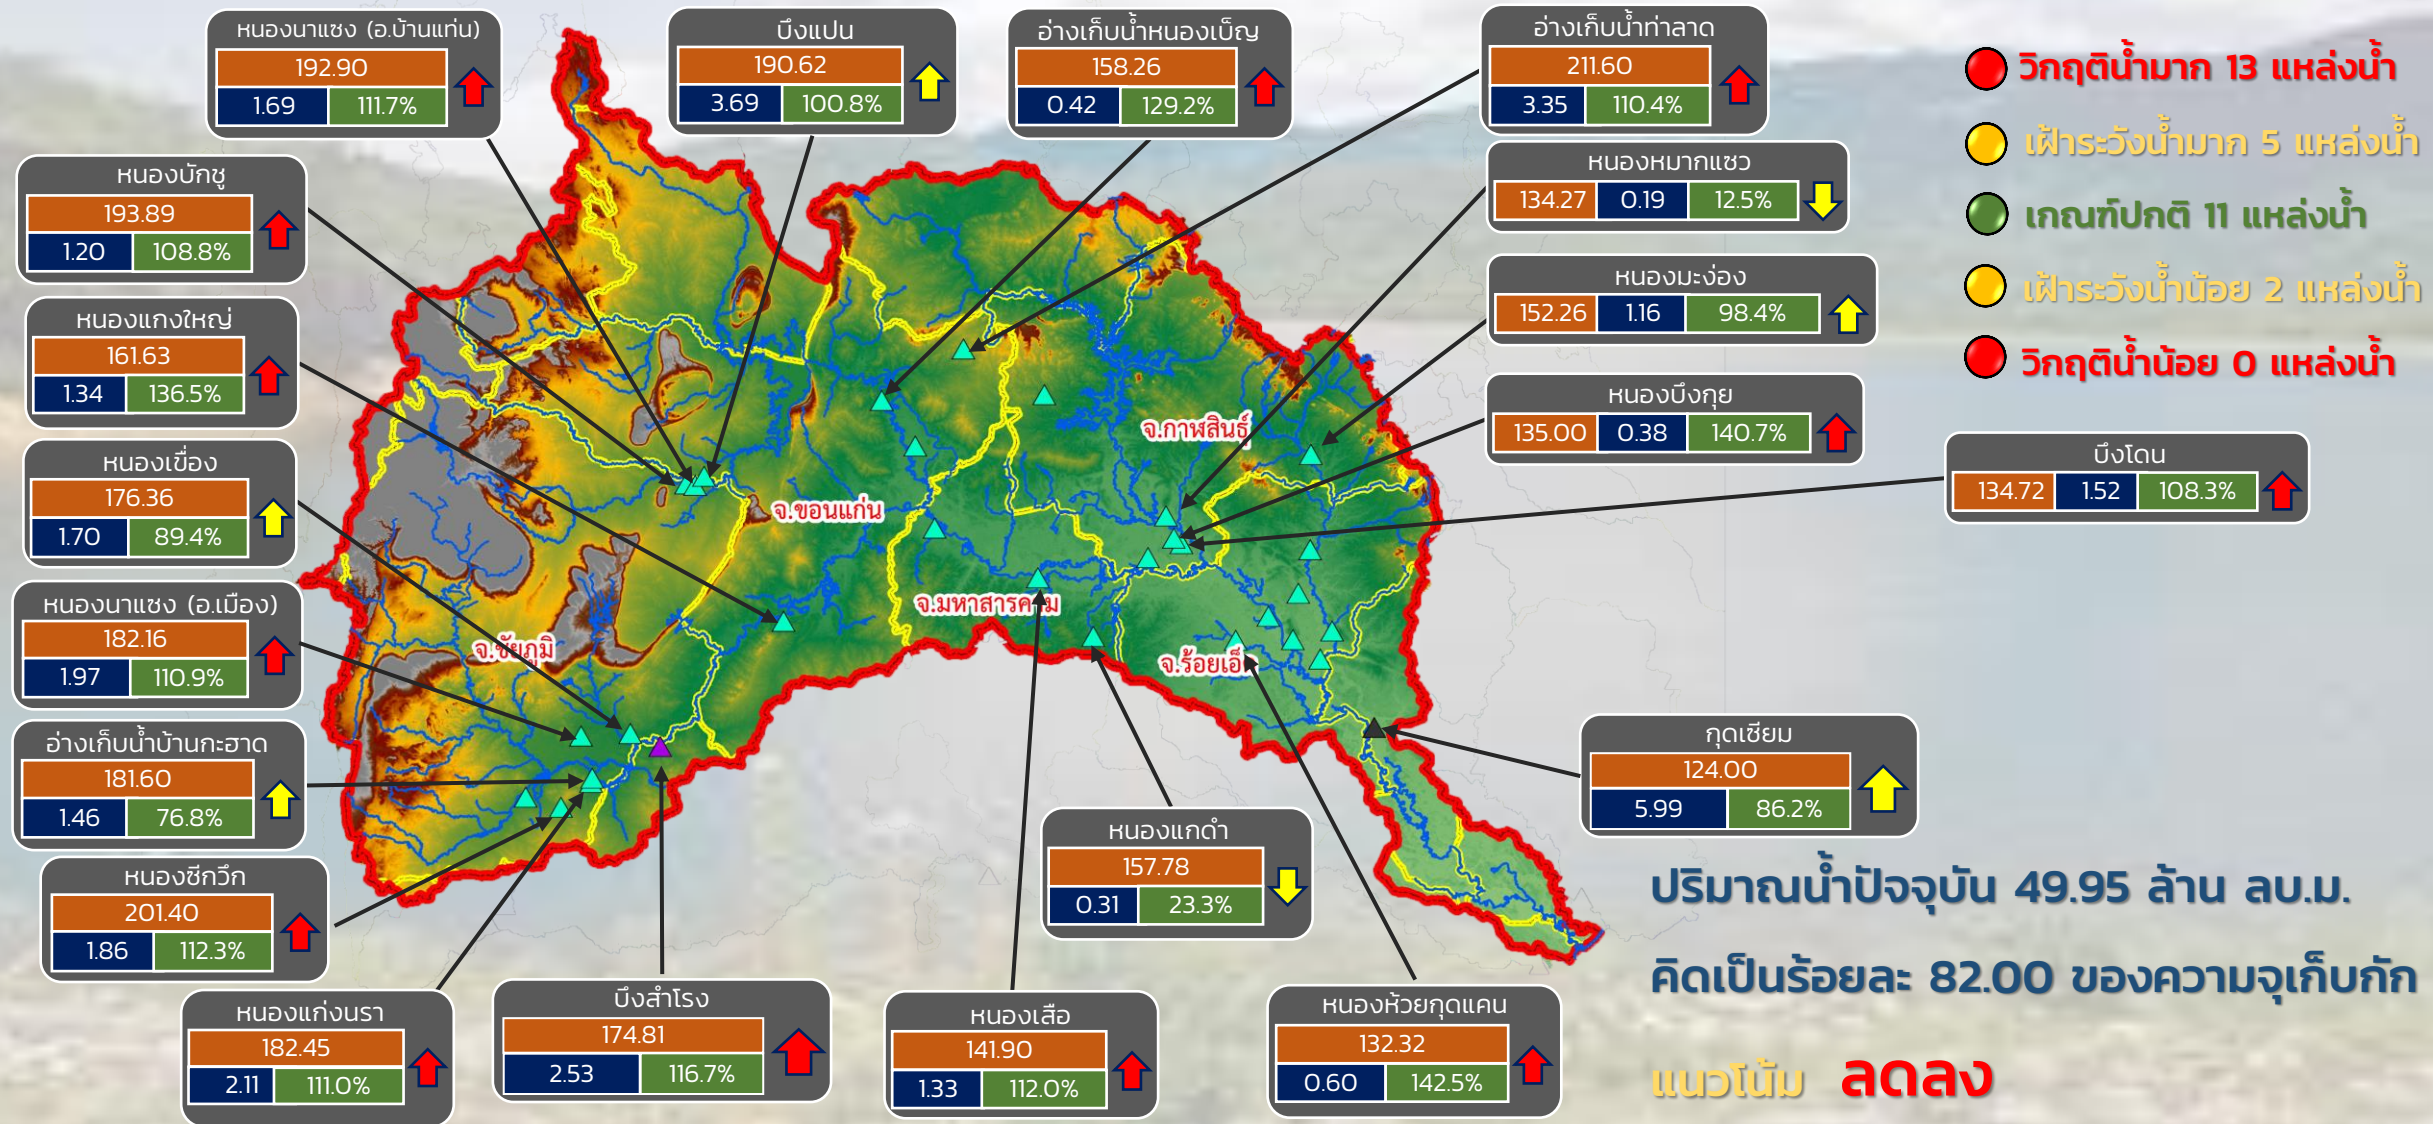 หนองนาแซง (อ.บ้านแท่น)
192.90
1.69 111.7%
บึงแปน
190.62
3.69 100.8%
อ่างเก็บน้ำหนองเบ็ญ
158.26
0.42 129.2%
อ่างเก็บน้ำท่าลาด
211.60
3.35 110.4%
วิกฤติน้ำมาก 13 แหล่งน้ำ
เฝ้าระวังน้ำมาก 5 แหล่งน้ำ
เกณฑ์ปกติ 11 แหล่งน้ำ
เฝ้าระวังน้ำน้อย 2 แหล่งน้ำ
วิกฤติน้ำน้อย 0 แหล่งน้ำ
หนองบักชู
193.89
1.20 108.8%
หนองหมากแซว
134.27 0.19 12.5%
หนองมะง่อง
152.26 1.16 98.4%
หนองแกงใหญ่
161.63
1.34 136.5%
หนองบึงกุย
135.00 0.38 140.7%
บึงโดน
134.72 1.52 108.3%
หนองเขื่อง
176.36
1.70 89.4%
จ.กาฬสินธุ์
จ.ขอนแก่น
จ.มหาสารคาม
จ.ชัยภูมิ
จ.ร้อยเอ็ด
หนองนาแซง (อ.เมือง)
182.16
1.97 110.9%
อ่างเก็บน้ำบ้านกะฮาด
181.60
1.46 76.8%
กุดเซียม
124.00
5.99 86.2%
หนองแกดำ
157.78
0.31 23.3%
หนองซีกวึก
201.40
1.86 112.3%
หนองแก่งนรา
182.45
2.11 111.0%
บึงสำโรง
174.81
2.53 116.7%
หนองเสือ
141.90
1.33 112.0%
หนองห้วยกุดแคน
132.32
0.60 142.5%
ปริมาณน้ำปัจจุบัน 49.95 ล้าน ลบ.ม.
คิดเป็นร้อยละ 82.00 ของความจุเก็บกัก
แนวโน้ม ลดลง